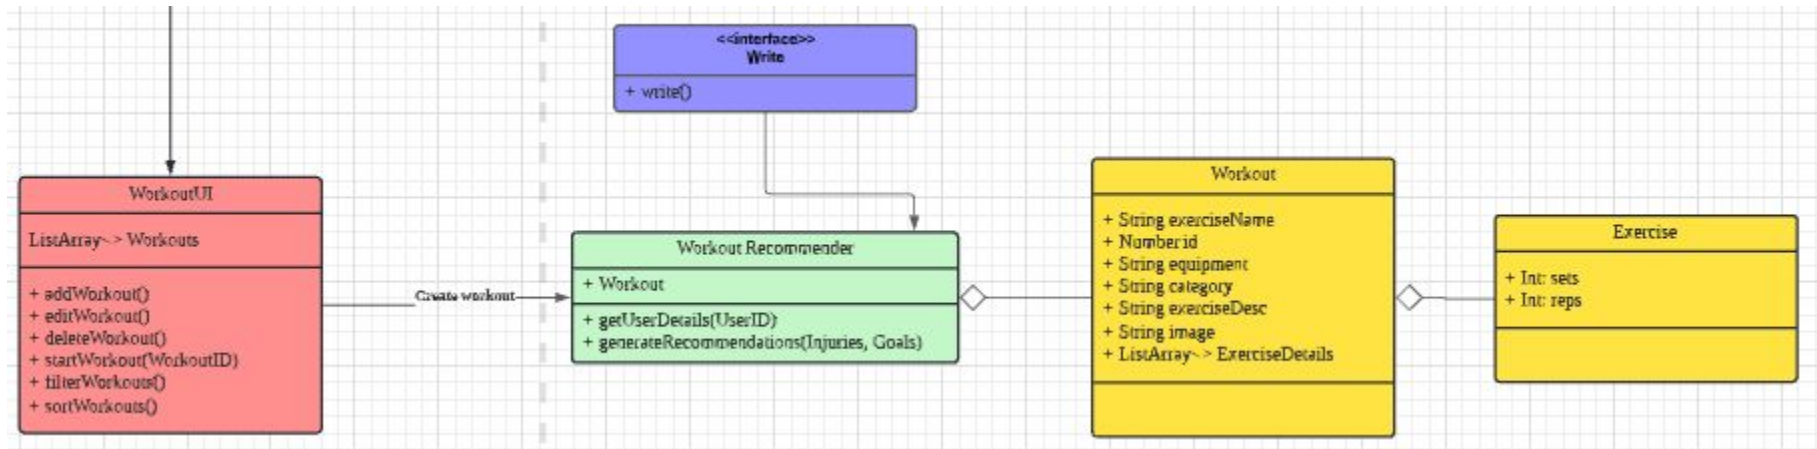 <<interface>>
Write
+ write()
WorkoutUI
ListArray<> Workouts
+ addWorkout()
+ editWorkout()
+ deleteWorkout()
+ startWorkout(WorkoutID)
+ filterWorkouts()
+ sortWorkouts()
Create workout
Workout Recommender
+ Workout
+ getUserDetails(UserID)
+ generateRecommendations(Injuries, Goals)
Workout
+ String exerciseName
+ Number id
+ String equipment
+ String category
+ String exerciseDesc
+ String image
+ ListArray<> ExerciseDetails
Exercise
+ Int: sets
+ Int: reps